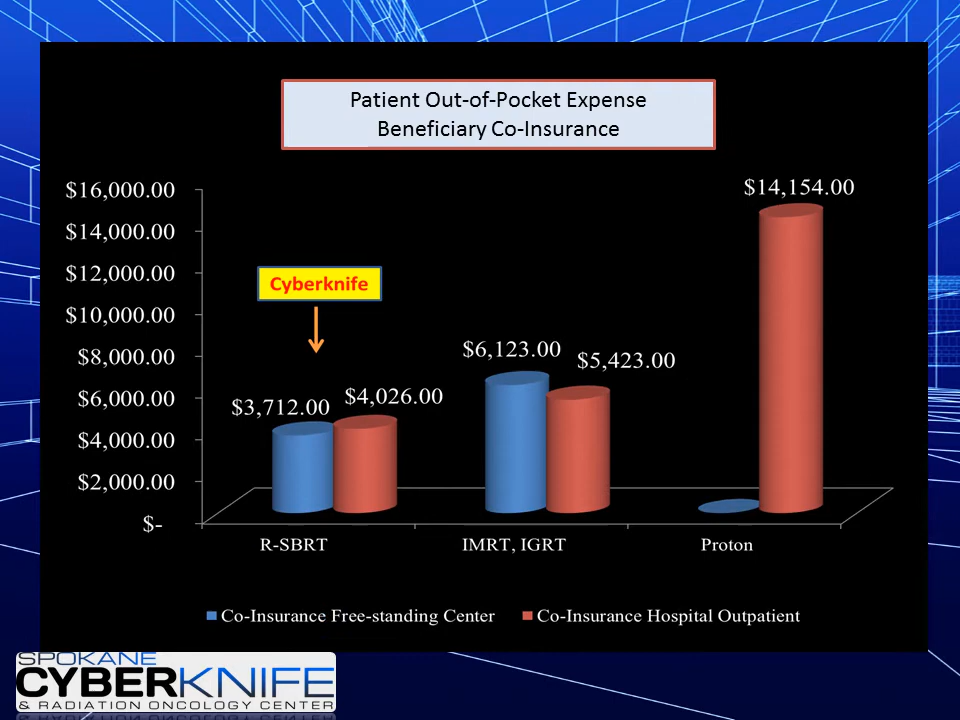 Patient Out-of-Pocket Expense
Beneficiary Co-Insurance
$16,000.00
$14,000.00
$12,000.00
$10,000.00
$8,000.00
$6,000.00
$4,000.00
$2,000.00
$-
Cyberknife
$3,712.00
$4,026.00
$6,123.00
$5,423.00
$14,154.00
R-SBRT
IMRT, IGRT
Proton
Co-Insurance Free-standing Center
Co-Insurance Hospital Outpatient
SPOKANE
CYBERKNIFE
& RADIATION ONCOLOGY CENTER